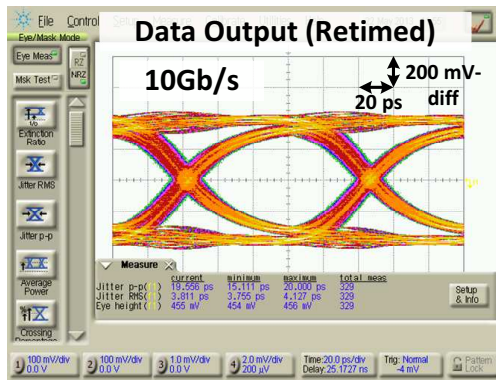 File Control
Data Output (Retimed)
Eye/Mask Mode
Eye Meas
RZ
NRZ
Msk Test
10Gb/s
200 mV-
diff
20 ps
Extinction
Ratio
Jitter RMS
Jitter p-p
Average
Power
Crossing
Measure
current minimum maximum total meas
Jitter p-p( ) 19.556 ps 15.111 ps 20.000 ps 329
Jitter RMS( ) 3.811 ps 3.755 ps 4.127 ps 329
Eye height( ) 455 mV 454 mV 456 mV 329
Setup
& Info
1) 100 mV/div
0.0 V
2) 100 mV/div
0.0 V
3) 1.0 mV/div
0.0 V
4) 2.0 mV/div
200 µV
Time:20.0 ps/div
Delay:25.1727 ns
Trig: Normal
-4 mV
Pattern
Lock